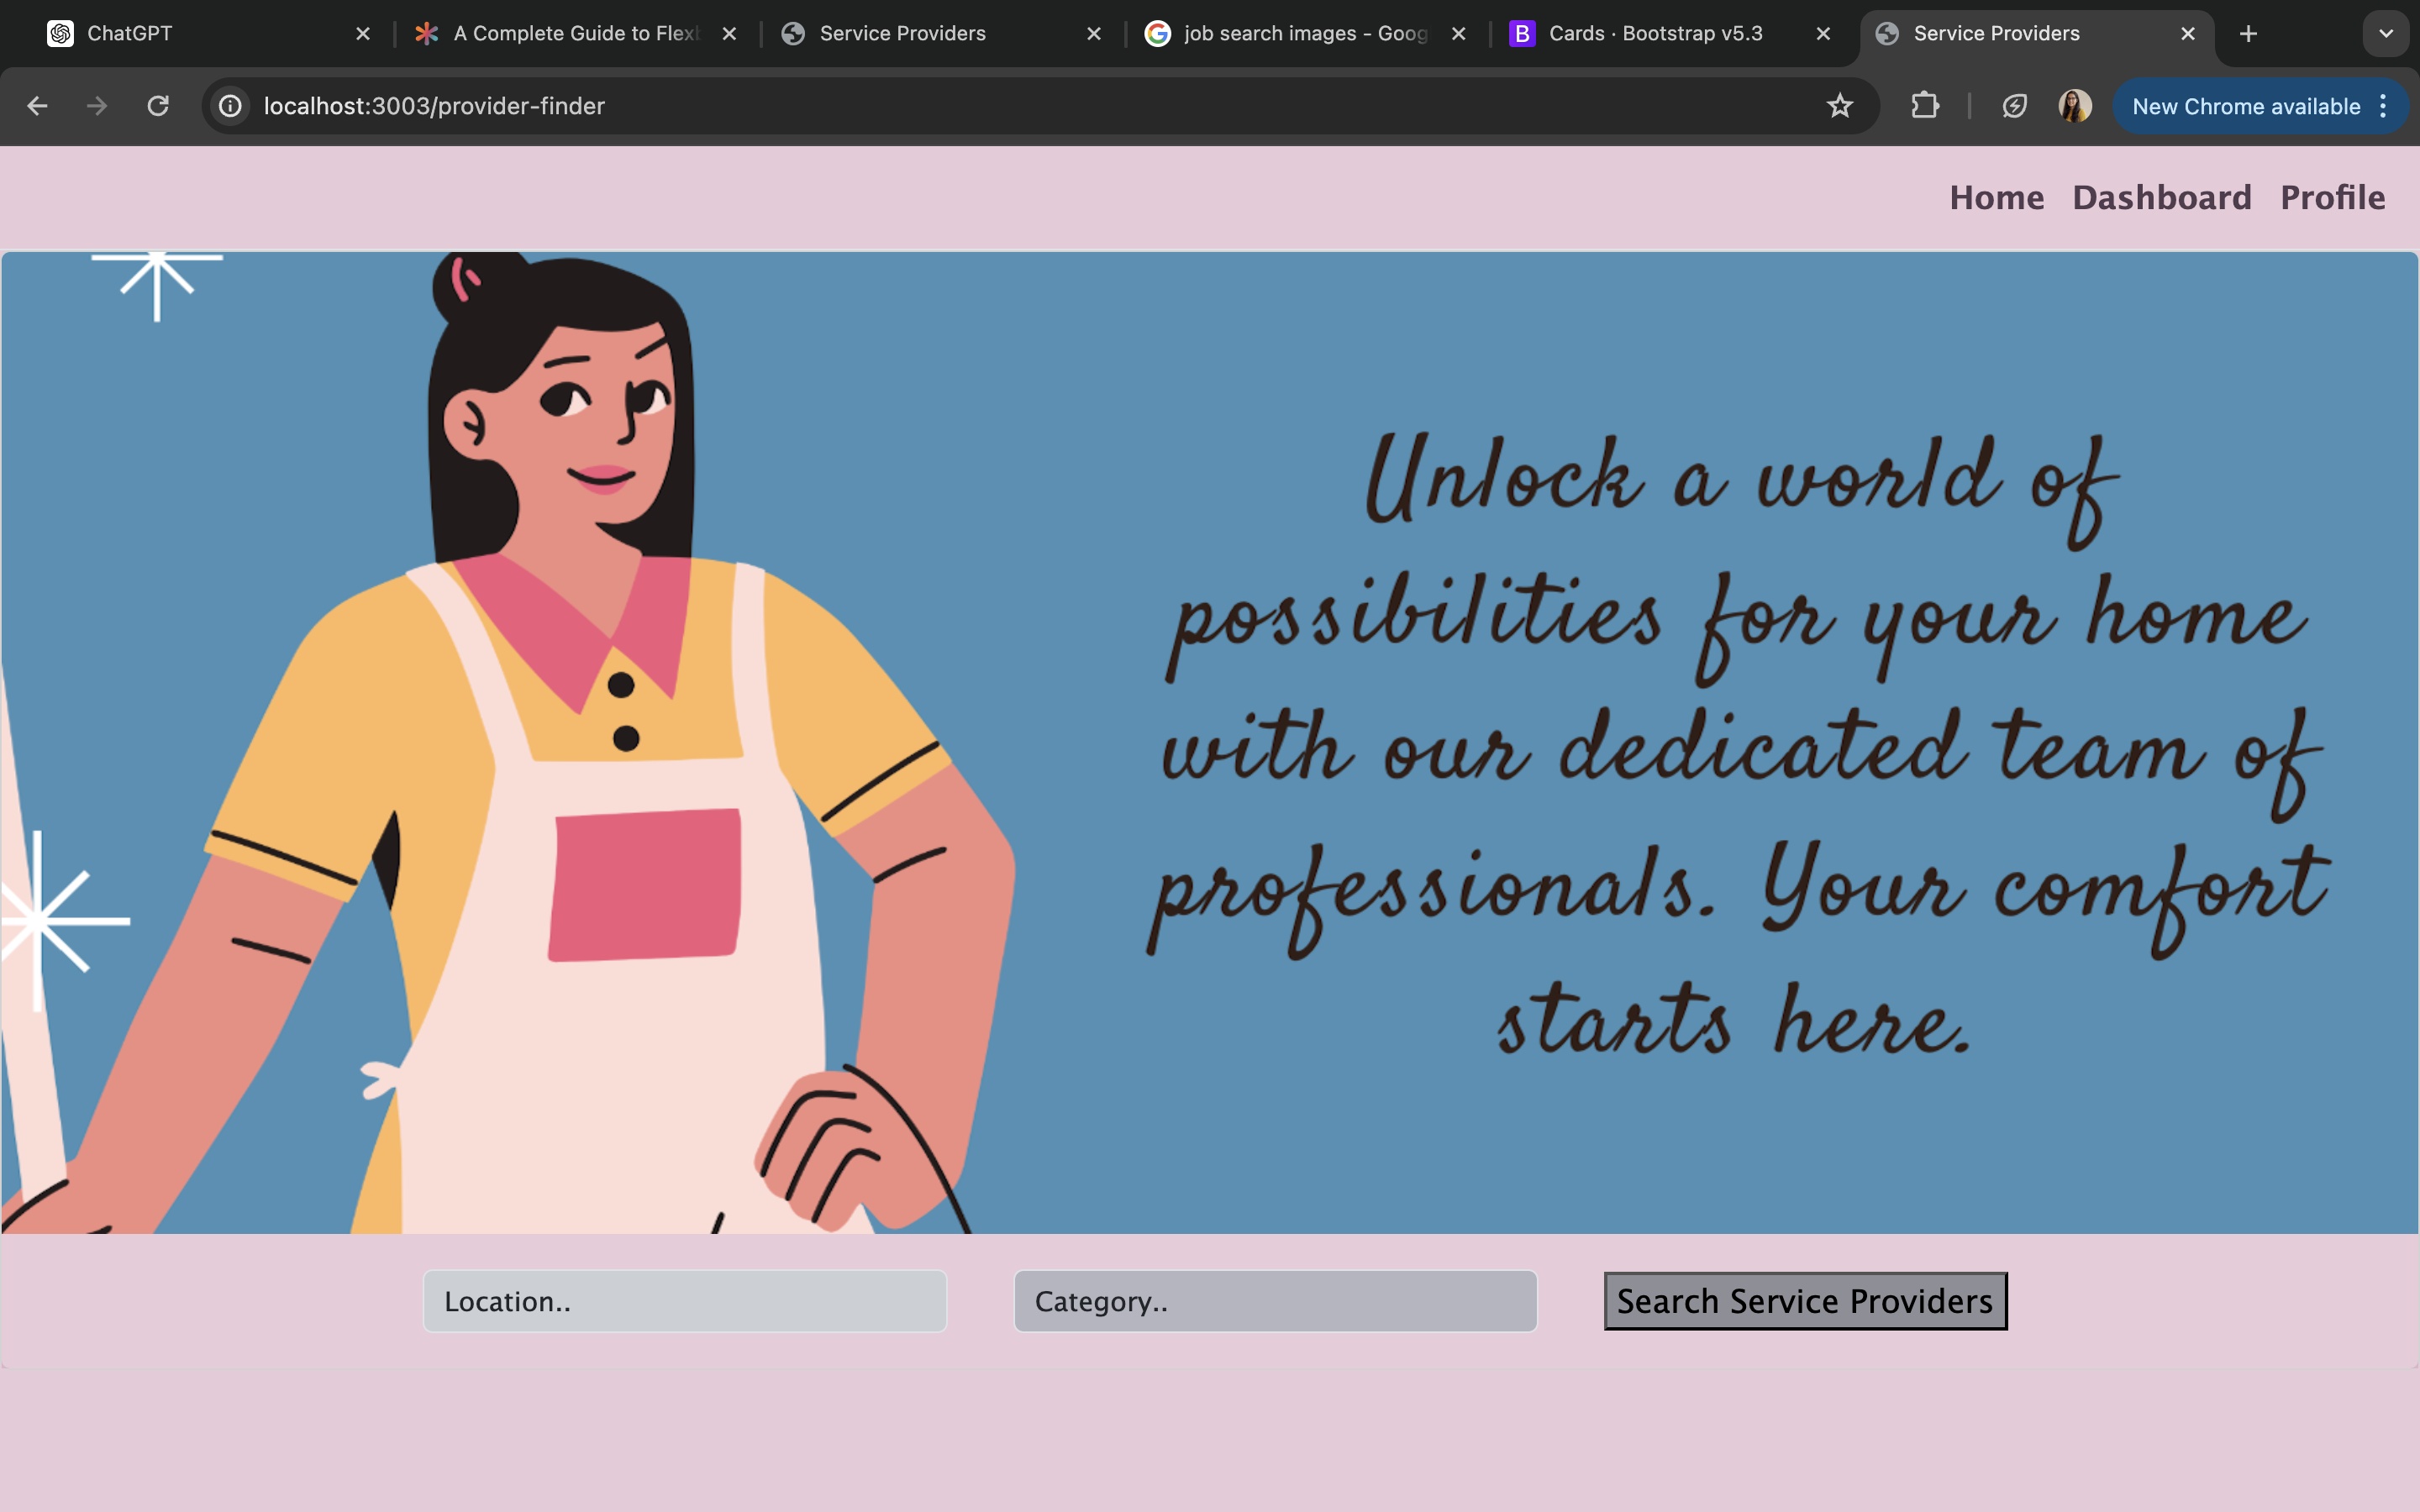 ChatGPT
A Complete Guide to Flexb
Service Providers
job search images - Goog
B
Cards · Bootstrap v5.3
Service Providers
localhost:3003/provider-finder
New Chrome available
Home Dashboard Profile
Unlock a world of
possibilities for your home
with our dedicated team of
professionals. Your comfort
starts here.
Location..
Category..
Search Service Providers